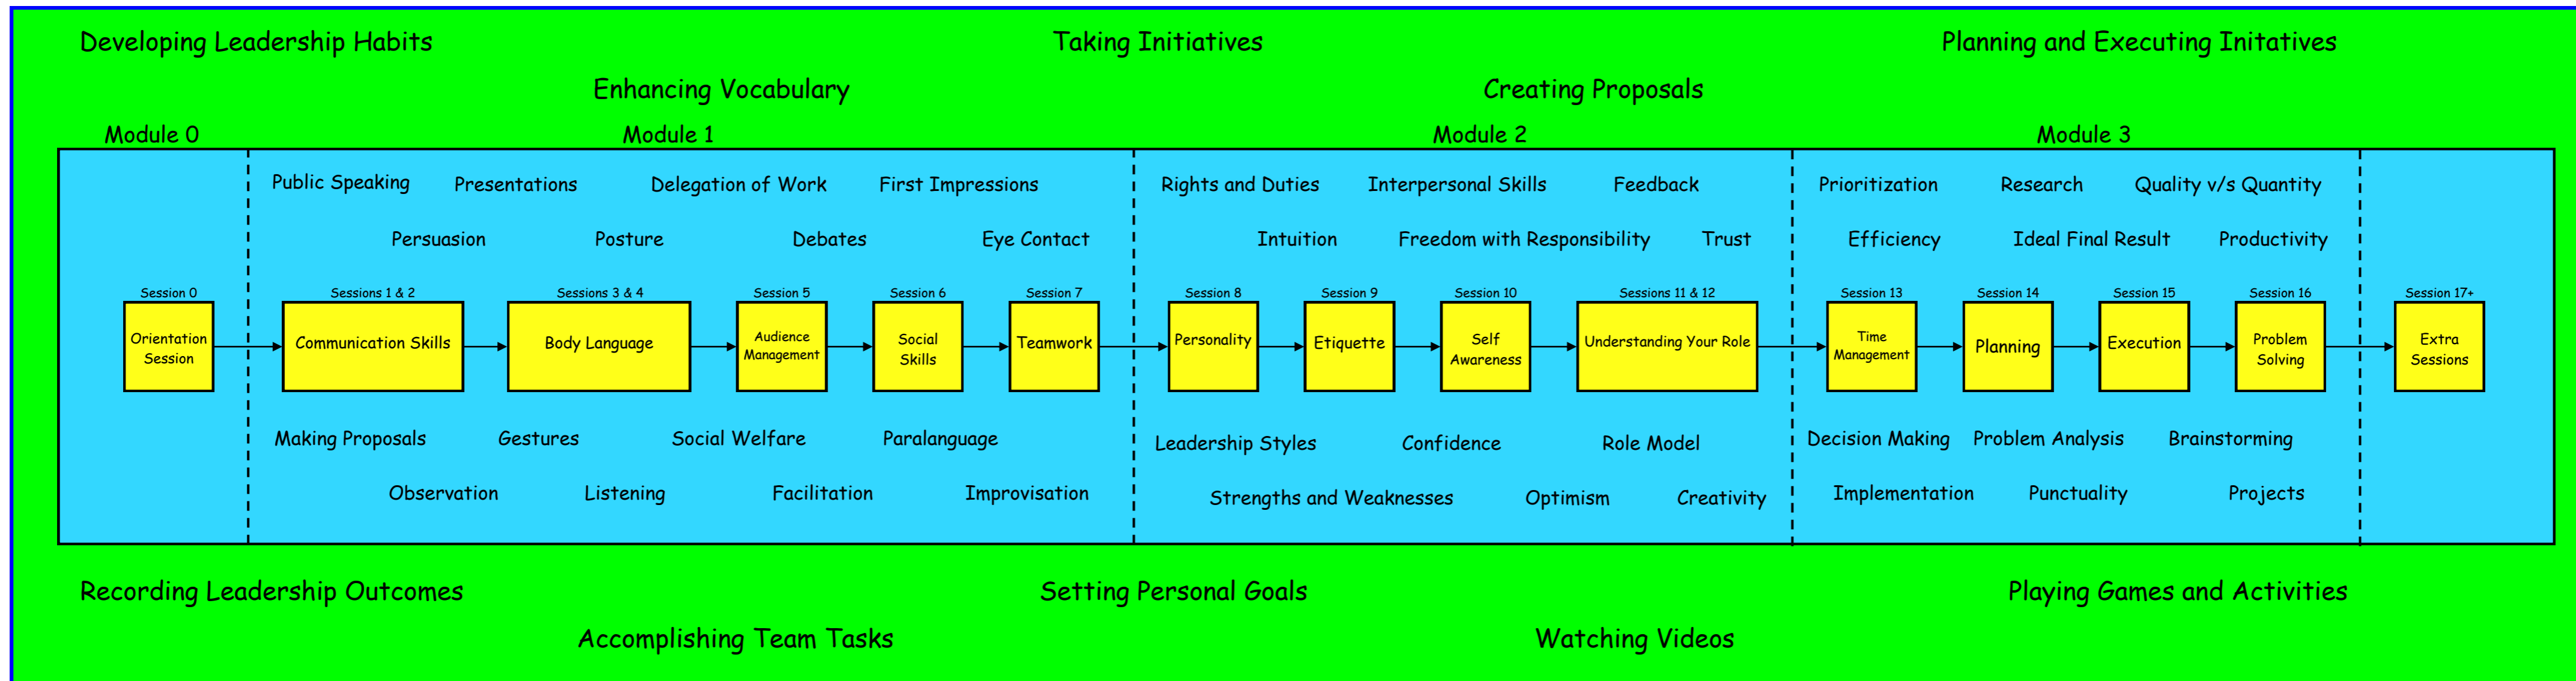 Developing Leadership Habits
Taking Initiatives
Planning and Executing Initatives
Enhancing Vocabulary
Creating Proposals
Module 0
Module 1
Module 2
Module 3
Public Speaking
Presentations
Delegation of Work
First Impressions
Rights and Duties
Interpersonal Skills
Feedback
Prioritization
Research
Quality v/s Quantity
Persuasion
Posture
Debates
Eye Contact
Intuition
Freedom with Responsibility
Trust
Efficiency
Ideal Final Result
Productivity
Session 0
Orientation
Session
Sessions 1 & 2
Communication Skills
Sessions 3 & 4
Body Language
Session 5
Audience
Management
Session 6
Social
Skills
Session 7
Teamwork
Session 8
Personality
Session 9
Etiquette
Session 10
Self
Awareness
Sessions 11 & 12
Understanding Your Role
Session 13
Time
Management
Session 14
Planning
Session 15
Execution
Session 16
Problem
Solving
Session 17+
Extra
Sessions
Making Proposals
Gestures
Social Welfare
Paralanguage
Leadership Styles
Confidence
Role Model
Decision Making
Problem Analysis
Brainstorming
Observation
Listening
Facilitation
Improvisation
Strengths and Weaknesses
Optimism
Creativity
Implementation
Punctuality
Projects
Recording Leadership Outcomes
Setting Personal Goals
Playing Games and Activities
Accomplishing Team Tasks
Watching Videos